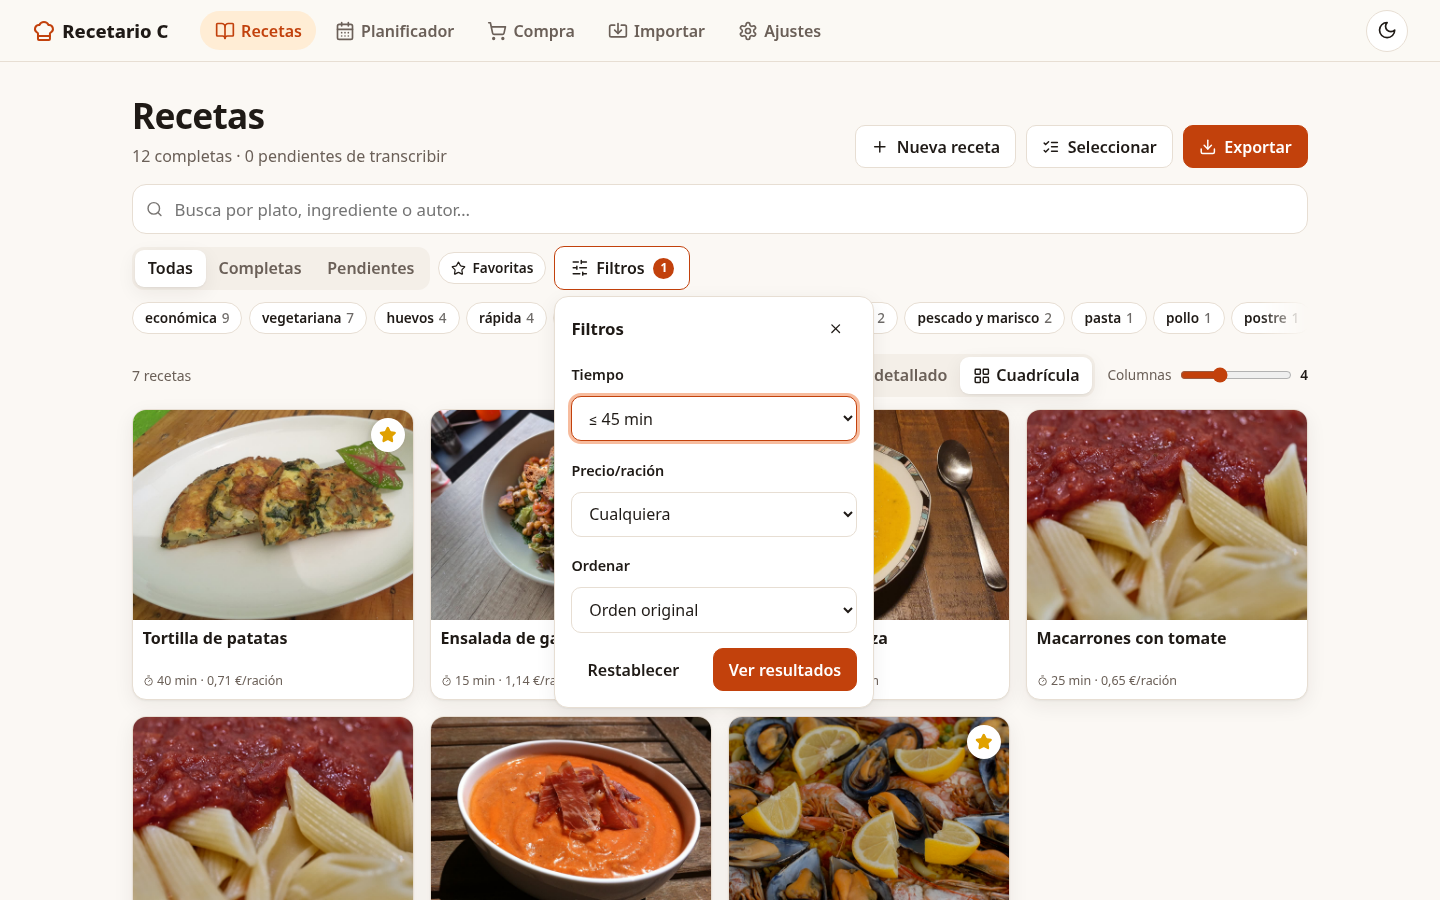 Recetario C
Recetas
Planificador
Compra
Importar
Ajustes
Recetas
12 completas · 0 pendientes de transcribir
Nueva receta
Seleccionar
Exportar
Busca por plato, ingrediente o autor...
Todas
Completas
Pendientes
Favoritas
Filtros 1
económica 9
vegetariana 7
huevos 4
rápida 4
2
pescado y marisco 2
pasta 1
pollo 1
postre 1
Filtros
Tiempo
≤ 45 min
Precio/ración
Cualquiera
Ordenar
Orden original
Restablecer
Ver resultados
7 recetas
detallado
Cuadrícula
Columnas
4
Tortilla de patatas
40 min · 0,71 €/ración
Ensalada de
15 min · 1,14
Macarrones con tomate
25 min · 0,65 €/ración